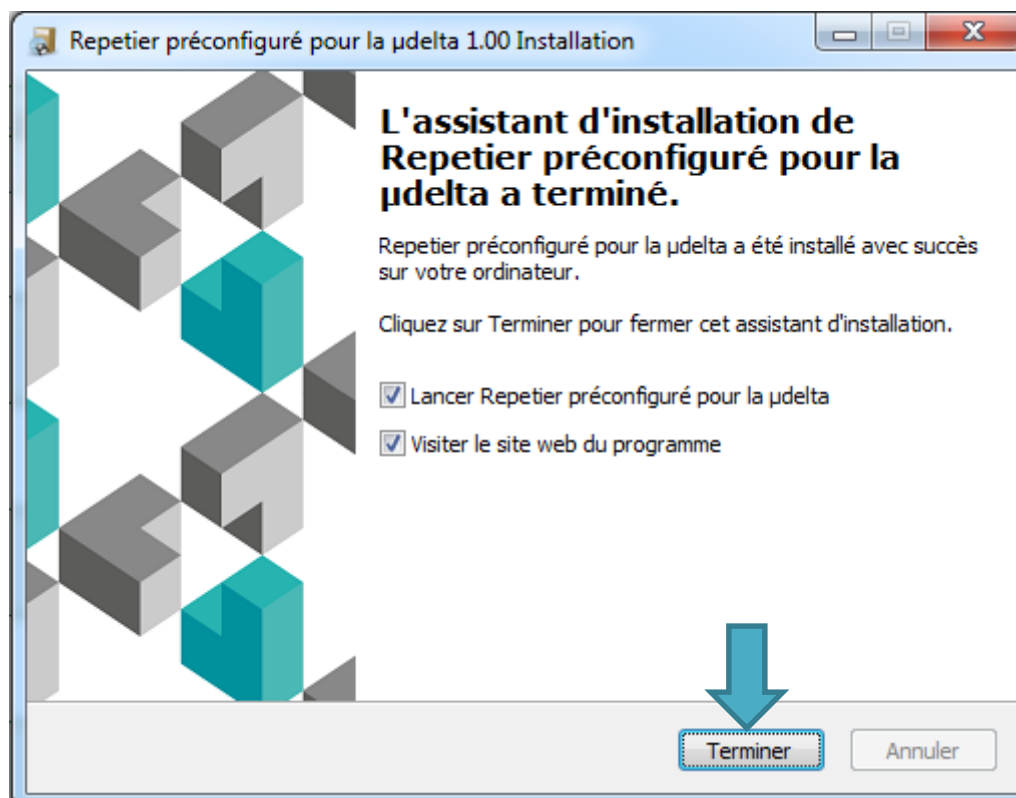 Repetier préconfiguré pour la µdelta 1.00 Installation
L'assistant d'installation de
Repetier préconfiguré pour la
µdelta a terminé.
Repetier préconfiguré pour la µdelta a été installé avec succès
sur votre ordinateur.
Cliquez sur Terminer pour fermer cet assistant d'installation.
Lancer Repetier préconfiguré pour la µdelta
Visiter le site web du programme
Terminer
Annuler